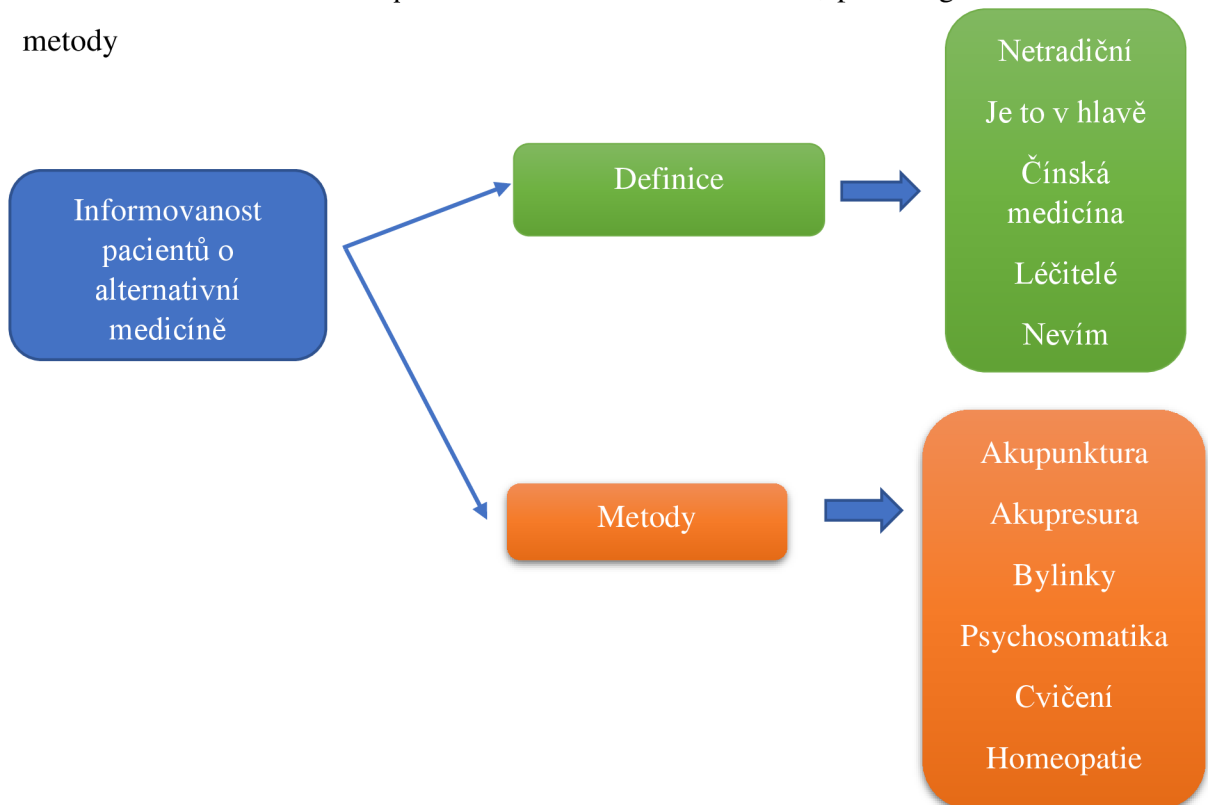 metody
Informovanost
pacientů o
alternativní
medicíně
Definice
Netradiční
Je to v hlavě
Čínská
medicína
Léčitelé
Nevím
Metody
Akupunktura
Akupresura
Bylinky
Psychosomatika
Cvičení
Homeopatie